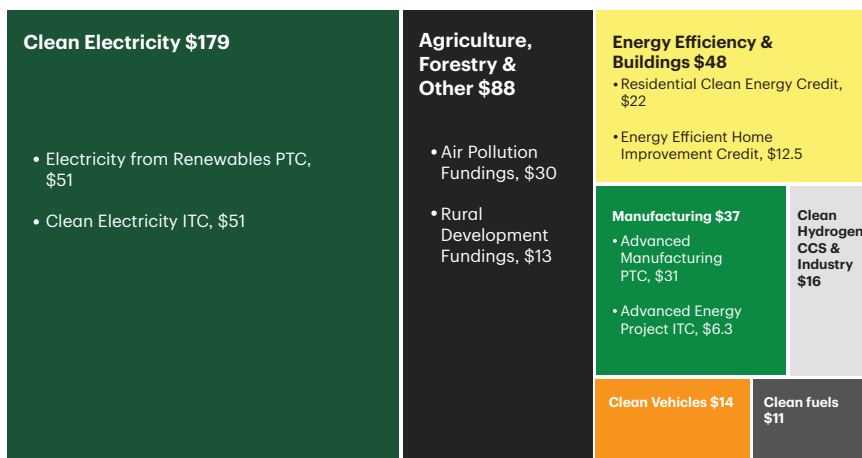 Clean Electricity $179
• Electricity from Renewables PTC,
$51
• Clean Electricity ITC, $51
Agriculture,
Forestry &
Other $88
• Air Pollution
Fundings, $30
• Rural
Development
Fundings, $13
Energy Efficiency &
Buildings $48
• Residential Clean Energy Credit,
$22
• Energy Efficient Home
Improvement Credit, $12.5
Manufacturing $37
• Advanced
Manufacturing
PTC, $31
• Advanced Energy
Project ITC, $6.3
Clean
Hydrogen
CCS &
Industry
$16
Clean Vehicles $14
Clean fuels
$11